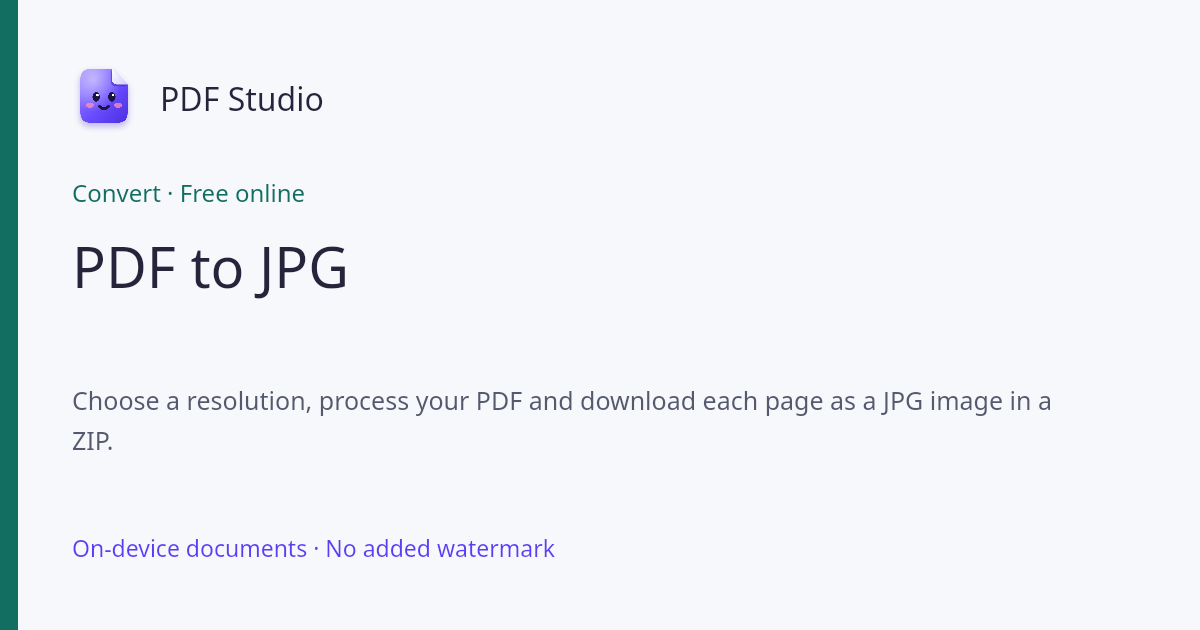 PDF Studio
Convert · Free online
PDF to JPG
Choose a resolution, process your PDF and download each page as a JPG image in a
ZIP.
On-device documents · No added watermark